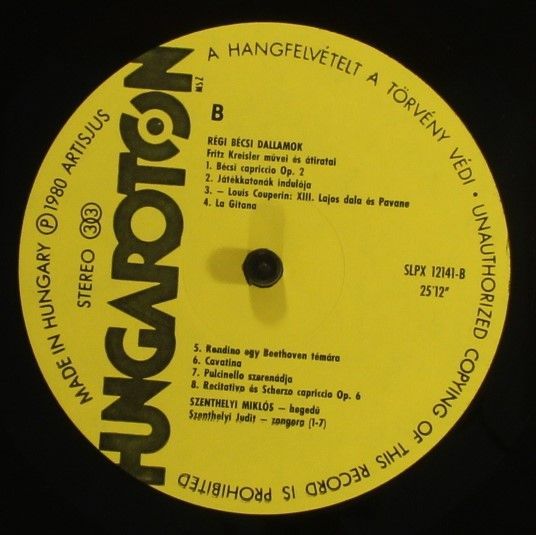 A HANGFELVÉTELT A TÖRVÉNY VÉDI • UNAUTHORIZED COPYING OF THIS RECORD IS PROHIBITED
MADE IN HUNGARY Ⓟ 1980 ARTISJUS
STEREO 33
HUNGAROTON
MSZ
B
RÉGI BÉCSI DALLAMOK
Fritz Kreisler művei és átiratai
1. Bécsi capriccio Op. 2
2. Játékkatonák indulója
3. – Louis Couperin: XIII. Lajos dala és Pavane
4. La Gitana
SLPX 12141-B
25'12"
5. Rondino egy Beethoven témára
6. Cavatina
7. Pulcinello szerenádja
8. Recitativo és Scherzo capriccio Op. 6
SZENTHELYI MIKLÓS – hegedű
Szenthelyi Judit – zongora (1-7)